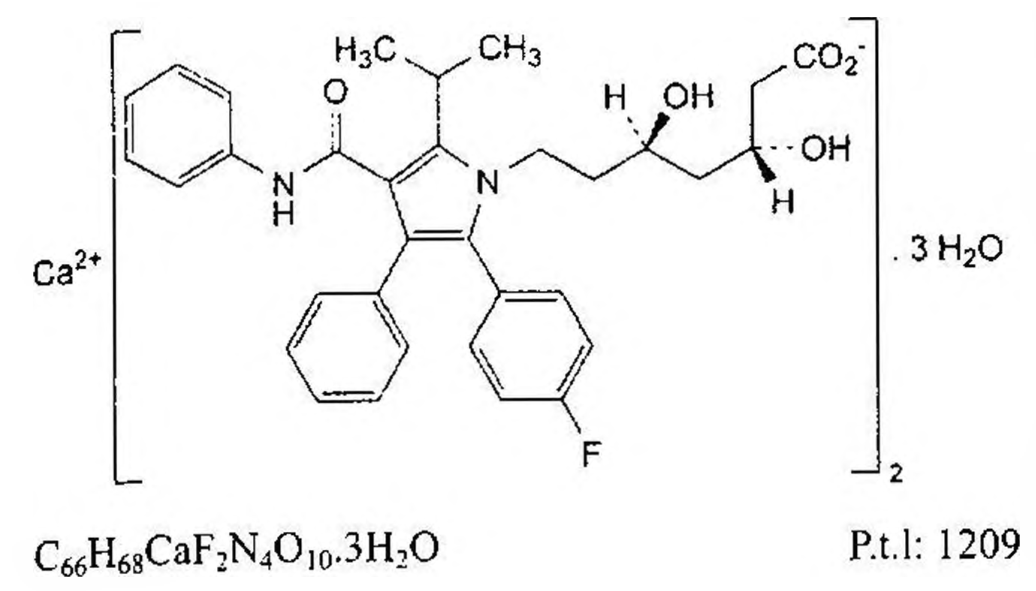 H₃C CH₃
O
H OH CO₂⁻
N
H
N
OH
H
Ca²⁺
. 3 H₂O
F
2
C₆₆H₆₈CaF₂N₄O₁₀.3H₂O P.t.l: 1209